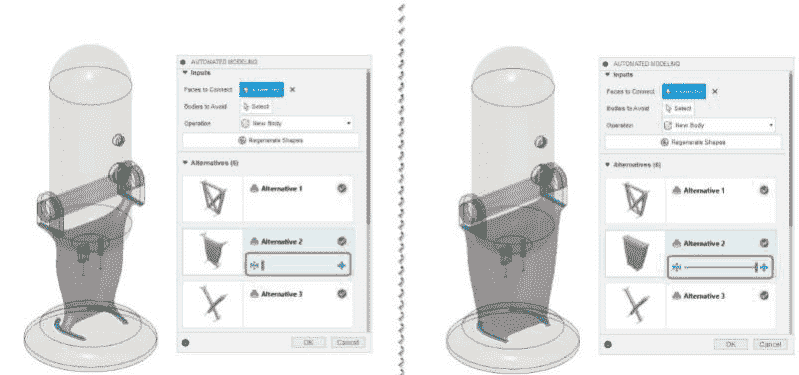 AUTOMATED MODELING
Inputs
Faces to Connect
Bodies to Avoid Select
Operation New Body
Regenerate Shapes
Alternatives (6)
Alternative 1
Alternative 2
Alternative 3
OK Cancel
AUTOMATED MODELING
Inputs
Faces to Connect
Bodies to Avoid Select
Operation New Body
Regenerate Shapes
Alternatives (6)
Alternative 1
Alternative 2
Alternative 3
OK Cancel